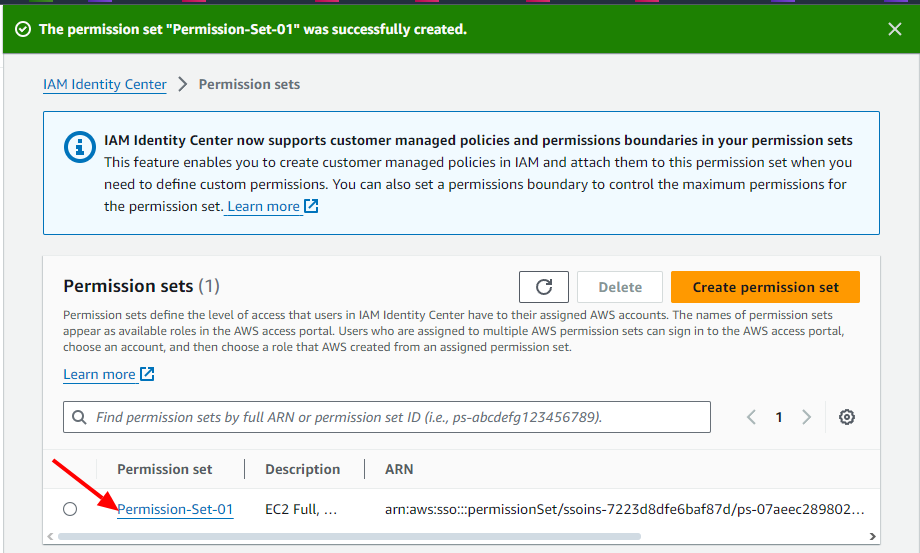 The permission set "Permission-Set-01" was successfully created.
IAM Identity Center > Permission sets
IAM Identity Center now supports customer managed policies and permissions boundaries in your permission sets
This feature enables you to create customer managed policies in IAM and attach them to this permission set when you
need to define custom permissions. You can also set a permissions boundary to control the maximum permissions for
the permission set. Learn more
Permission sets (1)
Delete
Create permission set
Permission sets define the level of access that users in IAM Identity Center have to their assigned AWS accounts. The names of permission sets
appear as available roles in the AWS access portal. Users who are assigned to multiple AWS permission sets can sign in to the AWS access portal,
choose an account, and then choose a role that AWS created from an assigned permission set.
Learn more
Find permission sets by full ARN or permission set ID (i.e., ps-abcdefg123456789).
1
Permission set Description ARN
Permission-Set-01 EC2 Full, ... arn:aws:sso:::permissionSet/ssoins-7223d8dfe6baf87d/ps-07aeec289802...